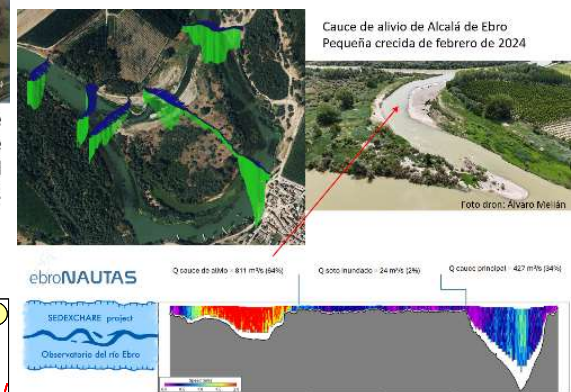 Cauce de alivio de Alcalá de Ebro
Pequeña crecida de febrero de 2024
Foto dron: Álvaro Melián
Q sauce de alivio = 811 m³/s (64%)
Q soto inundado = 24 m³/s (2%)
Q cauce principal = 427 m³/s (34%)
ebroNAUTAS
SEDEXCHARE project
Observatorio del río Ebro